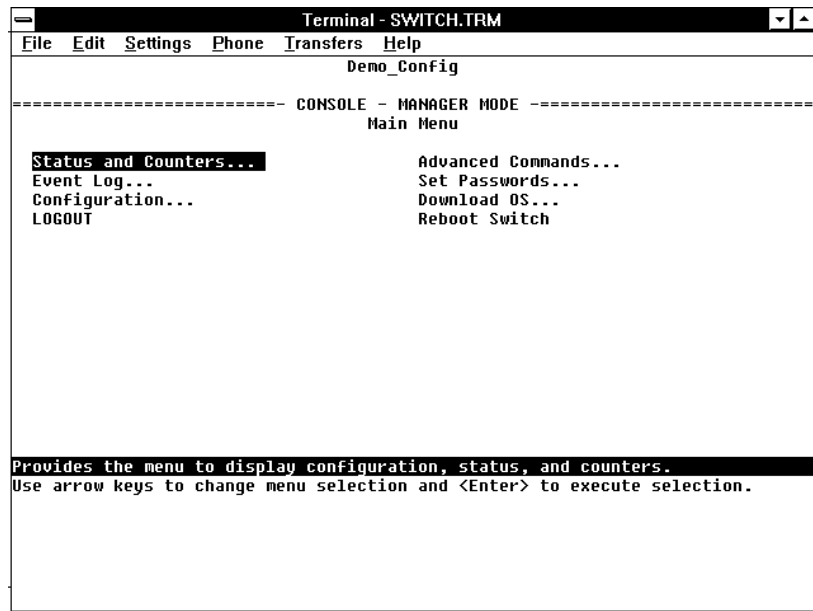 Terminal - SWITCH.TRM
File Edit Settings Phone Transfers Help
Demo_Config
==========================- CONSOLE - MANAGER MODE -===========================
Main Menu
Status and Counters... Advanced Commands...
Event Log... Set Passwords...
Configuration... Download OS...
LOGOUT Reboot Switch
Provides the menu to display configuration, status, and counters.
Use arrow keys to change menu selection and <Enter> to execute selection.